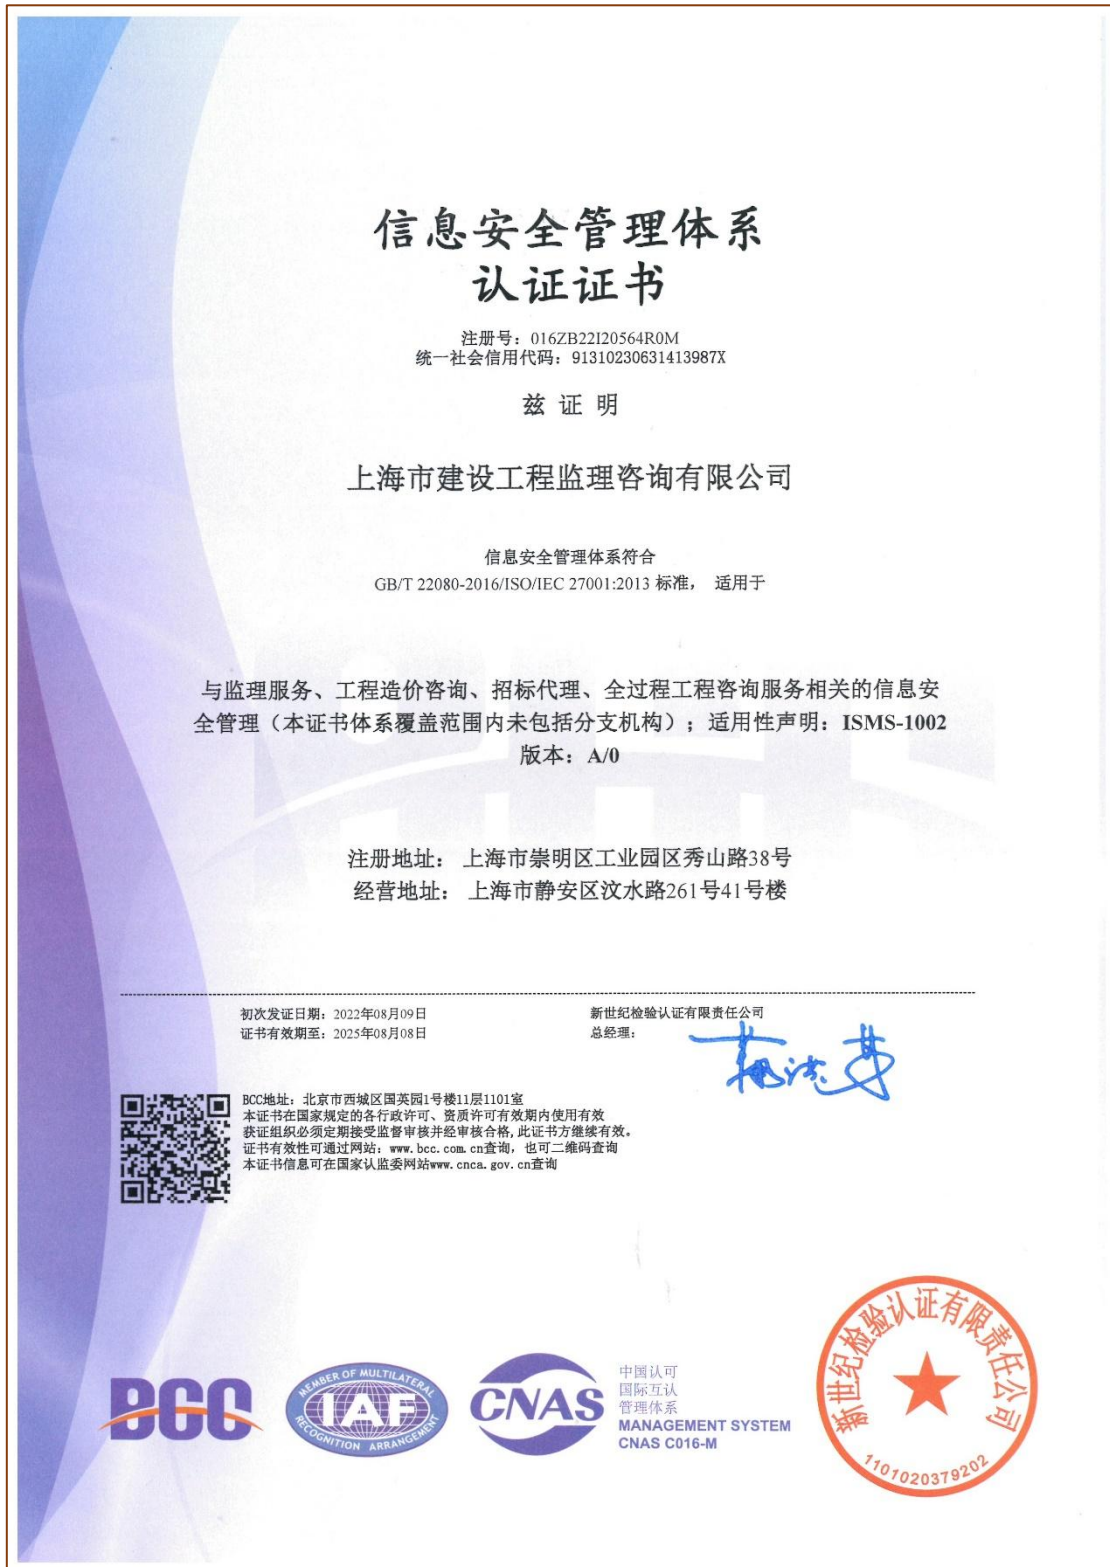 信息安全管理体系
认证证书
注册号：016ZB22I20564R0M
统一社会信用代码：91310230631413987X
兹 证 明
上海市建设工程监理咨询有限公司
信息安全管理体系符合
GB/T 22080-2016/ISO/IEC 27001:2013 标准， 适用于
与监理服务、工程造价咨询、招标代理、全过程工程咨询服务相关的信息安
全管理（本证书体系覆盖范围内未包括分支机构）；适用性声明：ISMS-1002
版本：A/0
注册地址： 上海市崇明区工业园区秀山路38号
经营地址： 上海市静安区汶水路261号41号楼
初次发证日期：2022年08月09日
证书有效期至：2025年08月08日
新世纪检验认证有限责任公司
总经理：
BCC地址：北京市西城区国英园1号楼11层1101室
本证书在国家规定的各行政许可、资质许可有效期内使用有效
获证组织必须定期接受监督审核并经审核合格,此证书方继续有效。
证书有效性可通过网站：www.bcc.com.cn查询，也可二维码查询
本证书信息可在国家认监委网站www.cnca.gov.cn查询
BCC
MEMBER OF MULTILATERAL
IAF
RECOGNITION ARRANGEMENT
CNAS
中国认可
国际互认
管理体系
MANAGEMENT SYSTEM
CNAS C016-M
新世纪检验认证有限责任公司
1101020379202